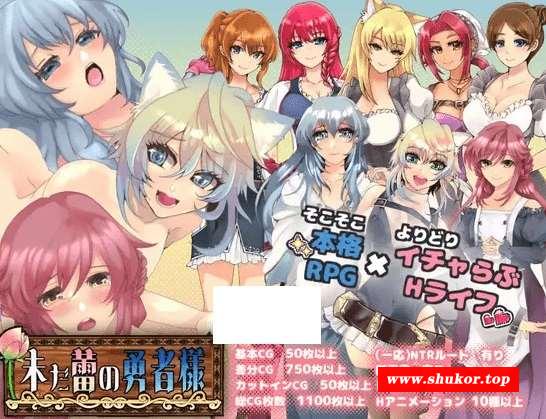 そこそこ
本格
RPG
×
よりどり
イチャらぶ
Hライフ
未だ蕾の勇者様
基本CG 50枚以上
差分CG 750枚以上
カットインCG 50枚以上
総CG枚数 1100枚以上
(一応)NTRルート 有り
www.shukor.top
Hアニメーション 10種以上